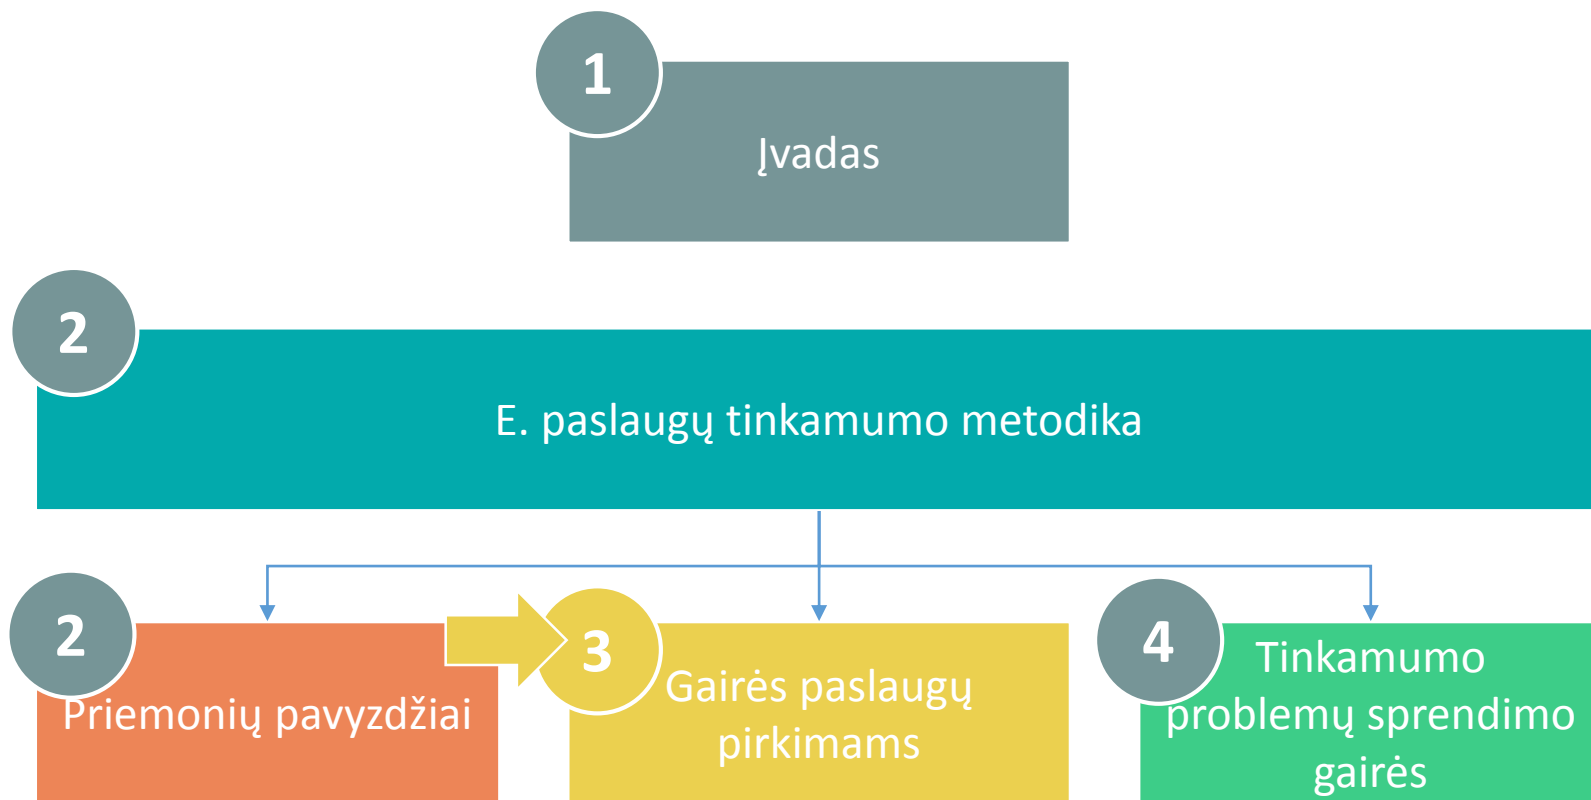 1
Įvadas
2
E. paslaugų tinkamumo metodika
2
Priemonių pavyzdžiai
3
Gairės paslaugų
pirkimams
4
Tinkamumo
problemų sprendimo
gairės